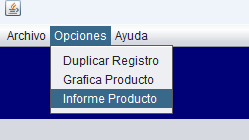 Archivo Opciones Ayuda
Duplicar Registro
Grafica Producto
Informe Producto